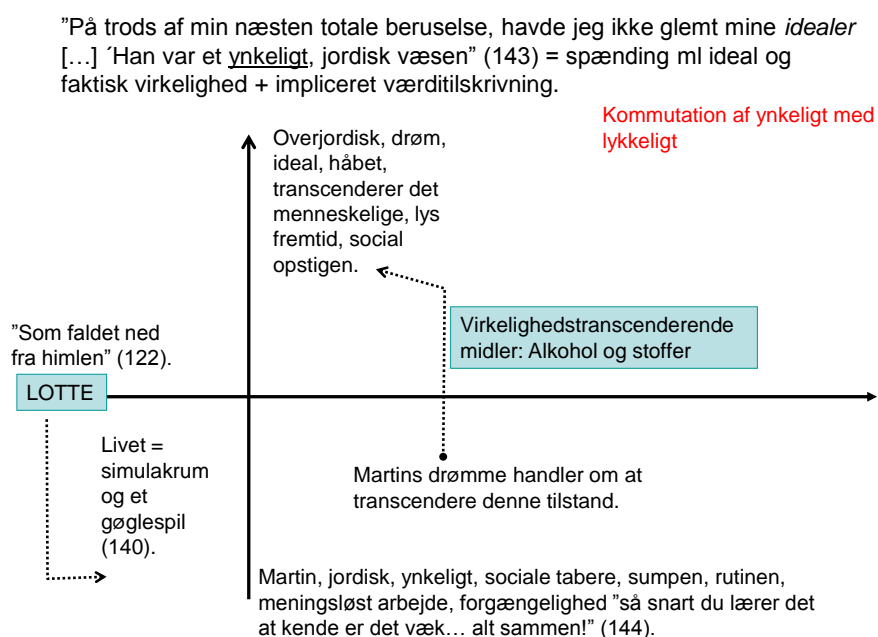 ”På trods af min næsten totale beruselse, havde jeg ikke glemt mine idealer
[…] ´Han var et ynkeligt, jordisk væsen” (143) = spænding ml ideal og
faktisk virkelighed + impliceret værditilskrivning.
Kommutation af ynkeligt med
lykkeligt
Overjordisk, drøm,
ideal, håbet,
transcenderer det
menneskelige, lys
fremtid, social
opstigen.
Virkelighedstranscenderende
midler: Alkohol og stoffer
”Som faldet ned
fra himlen” (122).
LOTTE
Livet =
simulakrum
og et
gøglespil
(140).
Martins drømme handler om at
transcendere denne tilstand.
Martin, jordisk, ynkeligt, sociale tabere, sumpen, rutinen,
meningsløst arbejde, forgængelighed ”så snart du lærer det
at kende er det væk… alt sammen!” (144).